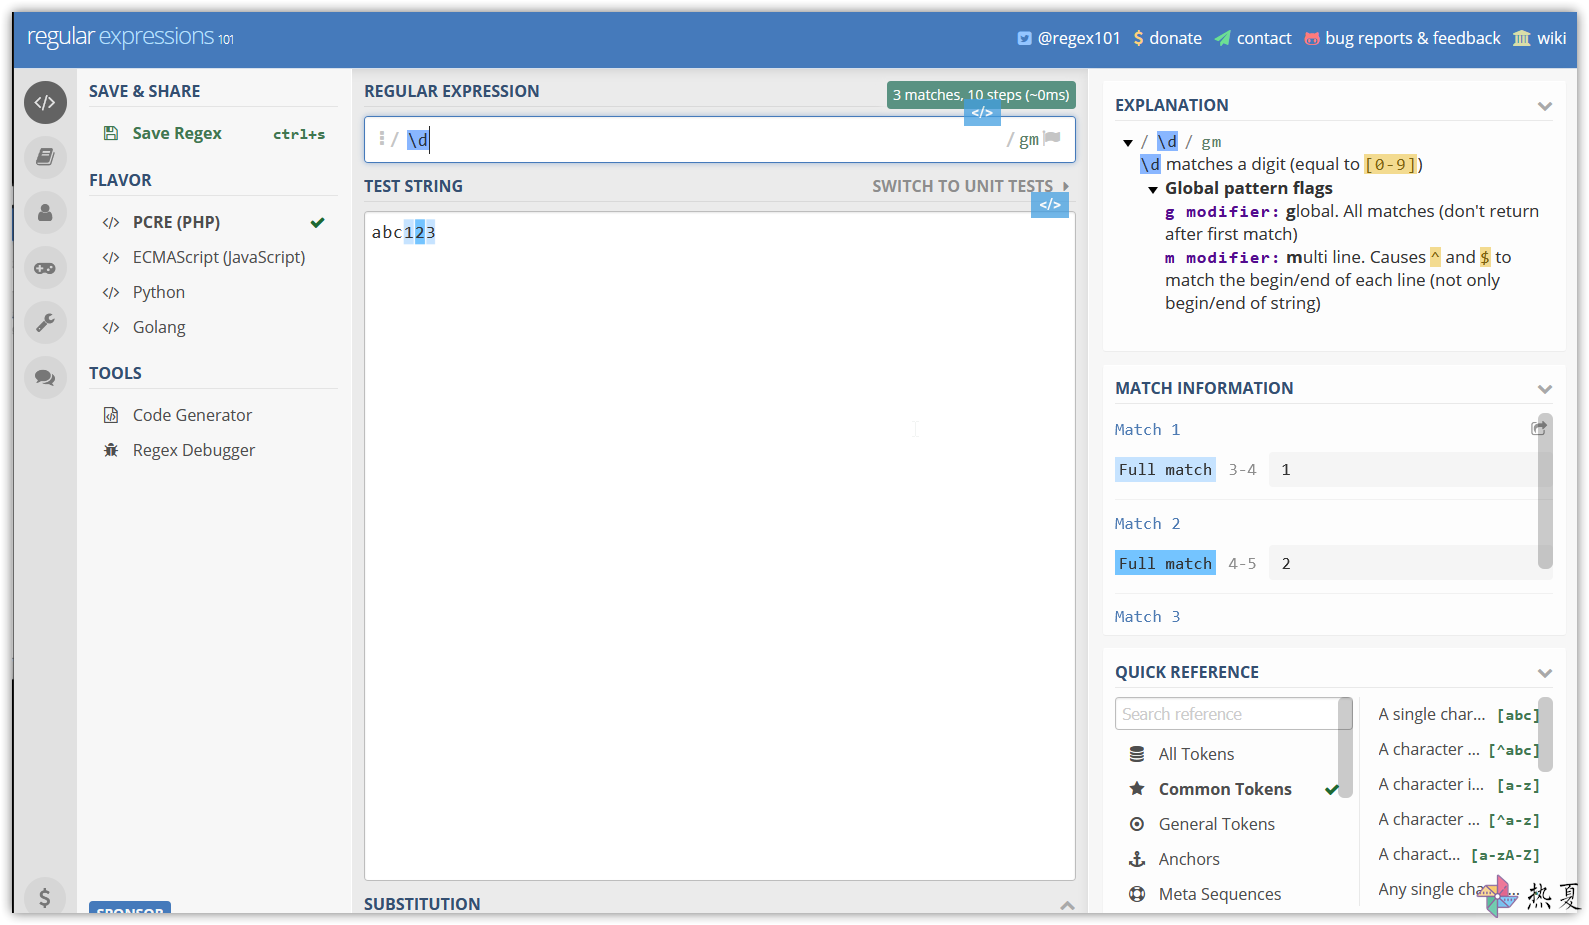 regular expressions 101
@regex101
$ donate
contact
bug reports & feedback
wiki
SAVE & SHARE
Save Regex ctrl+s
FLAVOR
</> PCRE (PHP)
</> ECMAScript (JavaScript)
</> Python
</> Golang
TOOLS
Code Generator
Regex Debugger
$
REGULAR EXPRESSION
3 matches, 10 steps (~0ms)
</>
/ \d / gm
TEST STRING
SWITCH TO UNIT TESTS
</>
abc123
SUBSTITUTION
EXPLANATION
/ \d / gm
\d matches a digit (equal to [0-9])
Global pattern flags
g modifier: global. All matches (don't return
after first match)
m modifier: multi line. Causes ^ and $ to
match the begin/end of each line (not only
begin/end of string)
MATCH INFORMATION
Match 1
Full match 3-4 1
Match 2
Full match 4-5 2
Match 3
QUICK REFERENCE
Search reference
All Tokens
Common Tokens
General Tokens
Anchors
Meta Sequences
A single char... [abc]
A character ... [^abc]
A character i... [a-z]
A character ... [^a-z]
A charact... [a-zA-Z]
Any single
热夏